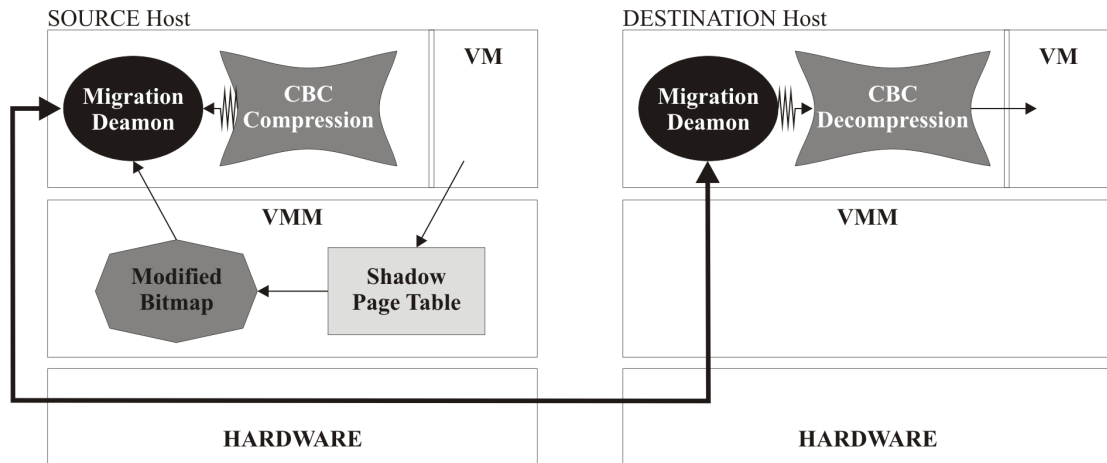 SOURCE Host
Migration
Deamon
CBC
Compression
VM
VMM
Modified
Bitmap
Shadow
Page Table
HARDWARE
DESTINATION Host
Migration
Deamon
CBC
Decompression
VM
VMM
HARDWARE